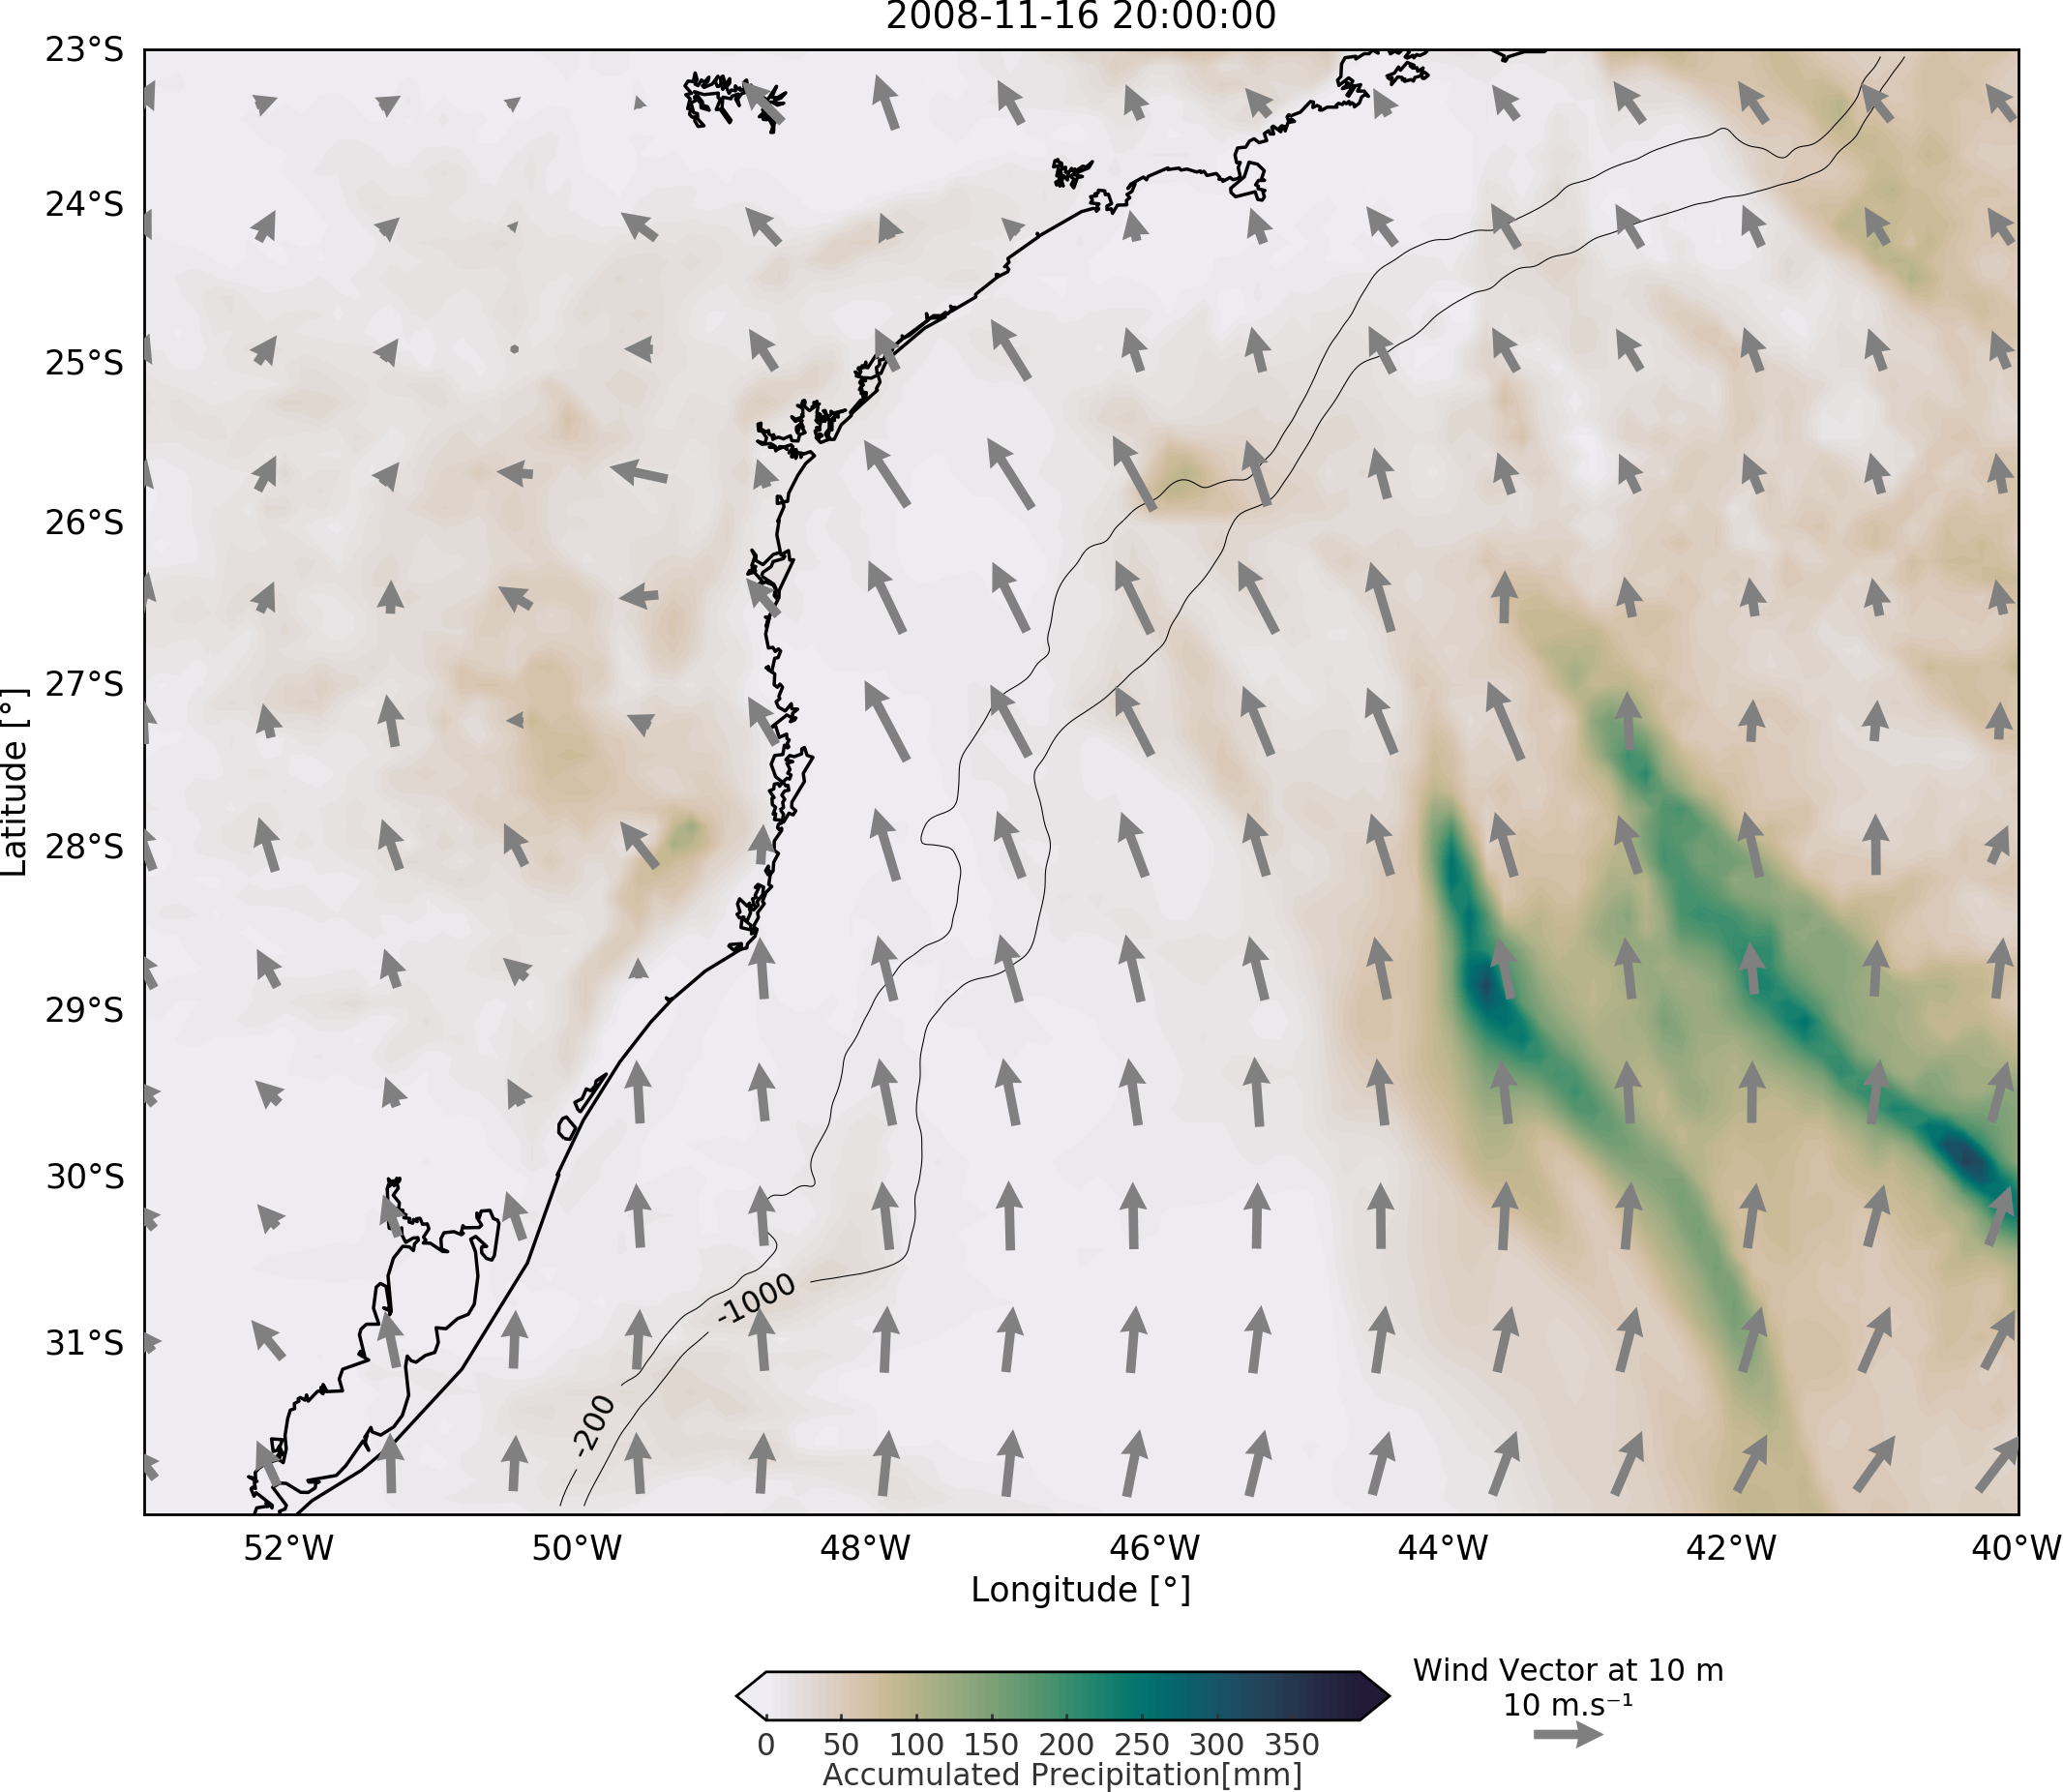 2008-11-16 20:00:00
23°S
24°S
25°S
26°S
27°S
28°S
29°S
30°S
31°S
Latitude [°]
-1000
-200
52°W 50°W 48°W 46°W 44°W 42°W 40°W
Longitude [°]
Wind Vector at 10 m
10 m.s⁻¹
0 50 100 150 200 250 300 350
Accumulated Precipitation[mm]